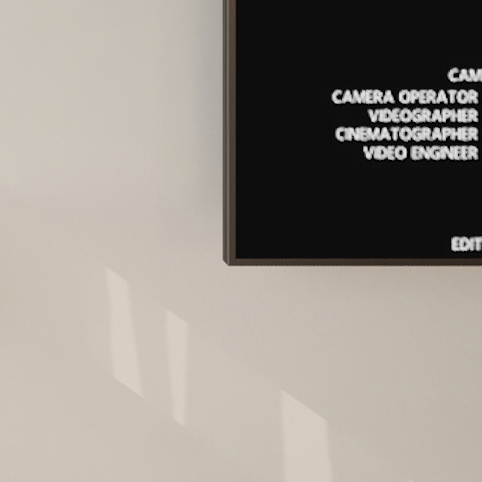 CAM
CAMERA OPERATOR
VIDEOGRAPHER
CINEMATOGRAPHER
VIDEO ENGINEER
EDIT